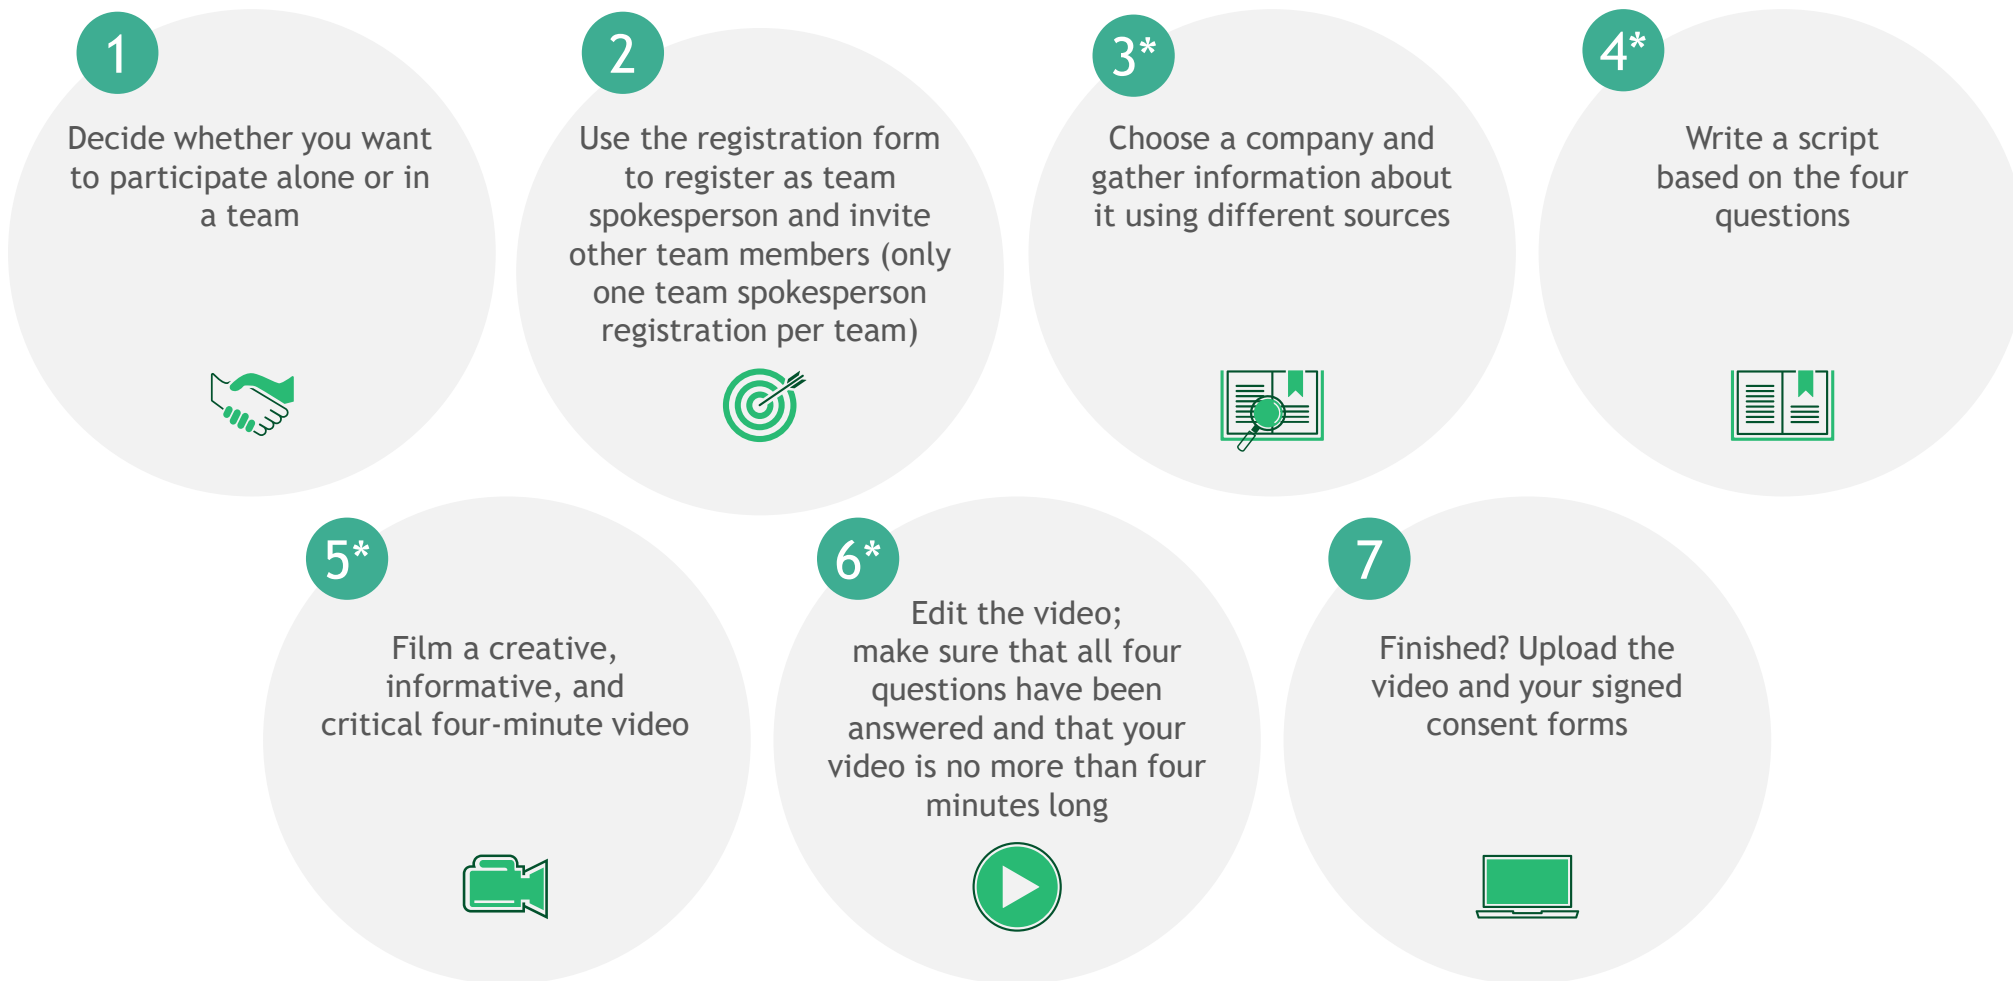 1
Decide whether you want
to participate alone or in
a team
2
Use the registration form
to register as team
spokesperson and invite
other team members (only
one team spokesperson
registration per team)
3*
Choose a company and
gather information about
it using different sources
4*
Write a script
based on the four
questions
5*
Film a creative,
informative, and
critical four-minute video
6*
Edit the video;
make sure that all four
questions have been
answered and that your
video is no more than four
minutes long
7
Finished? Upload the
video and your signed
consent forms